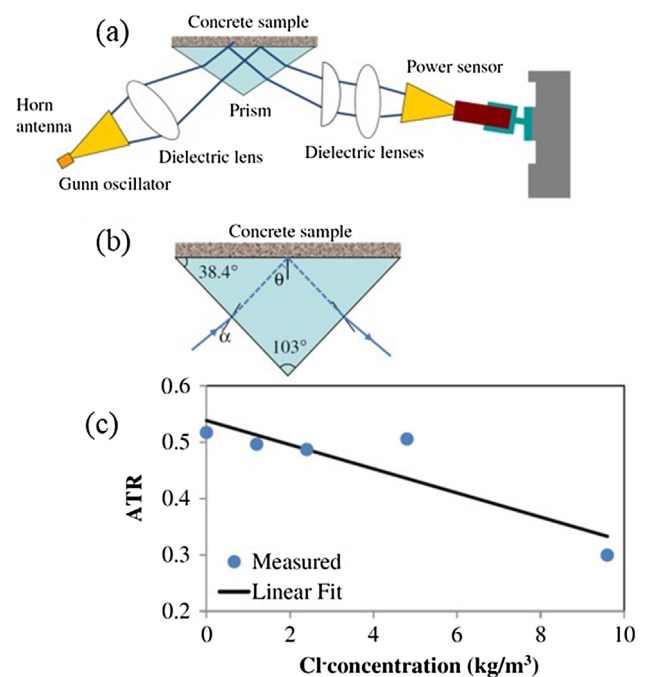 (a)
Concrete sample
Power sensor
Horn
antenna
Prism
Dielectric lens
Dielectric lenses
Gunn oscillator
(b)
Concrete sample
38.4°
θ
α
103°
(c)
0.6
0.5
0.4
0.3
0.2
ATR
Measured
Linear Fit
0 2 4 6 8 10
Cl⁻concentration (kg/m³)